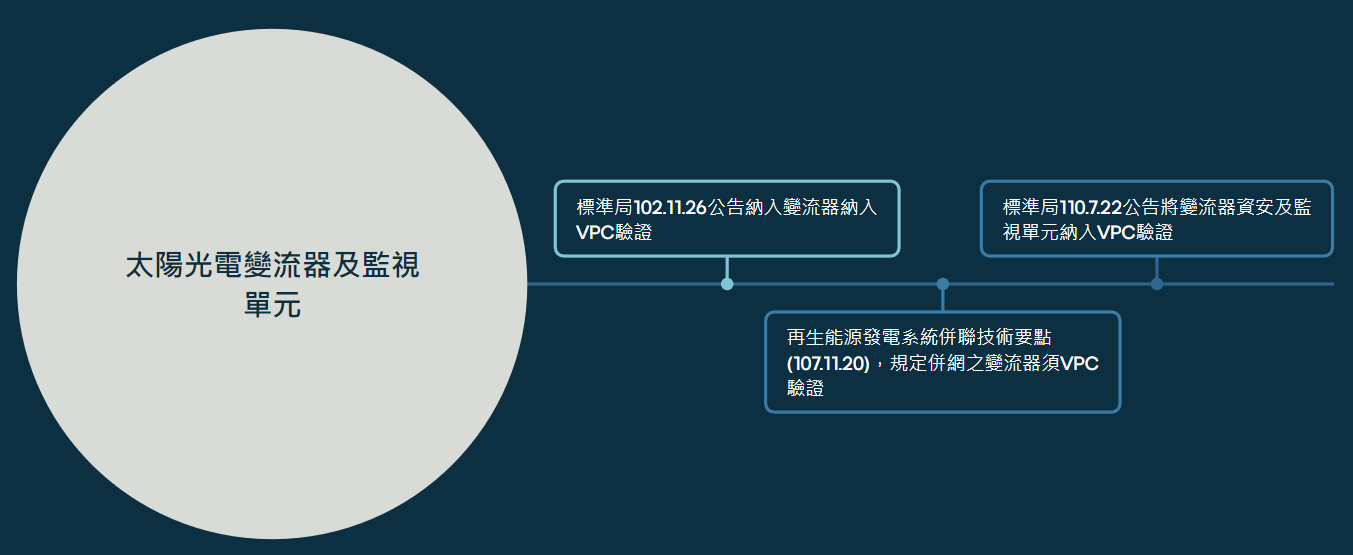 太陽光電變流器及監視
單元
標準局102.11.26公告納入變流器納入
VPC驗證
再生能源發電系統併聯技術要點
(107.11.20)，規定併網之變流器須VPC
驗證
標準局110.7.22公告將變流器資安及監
視單元納入VPC驗證